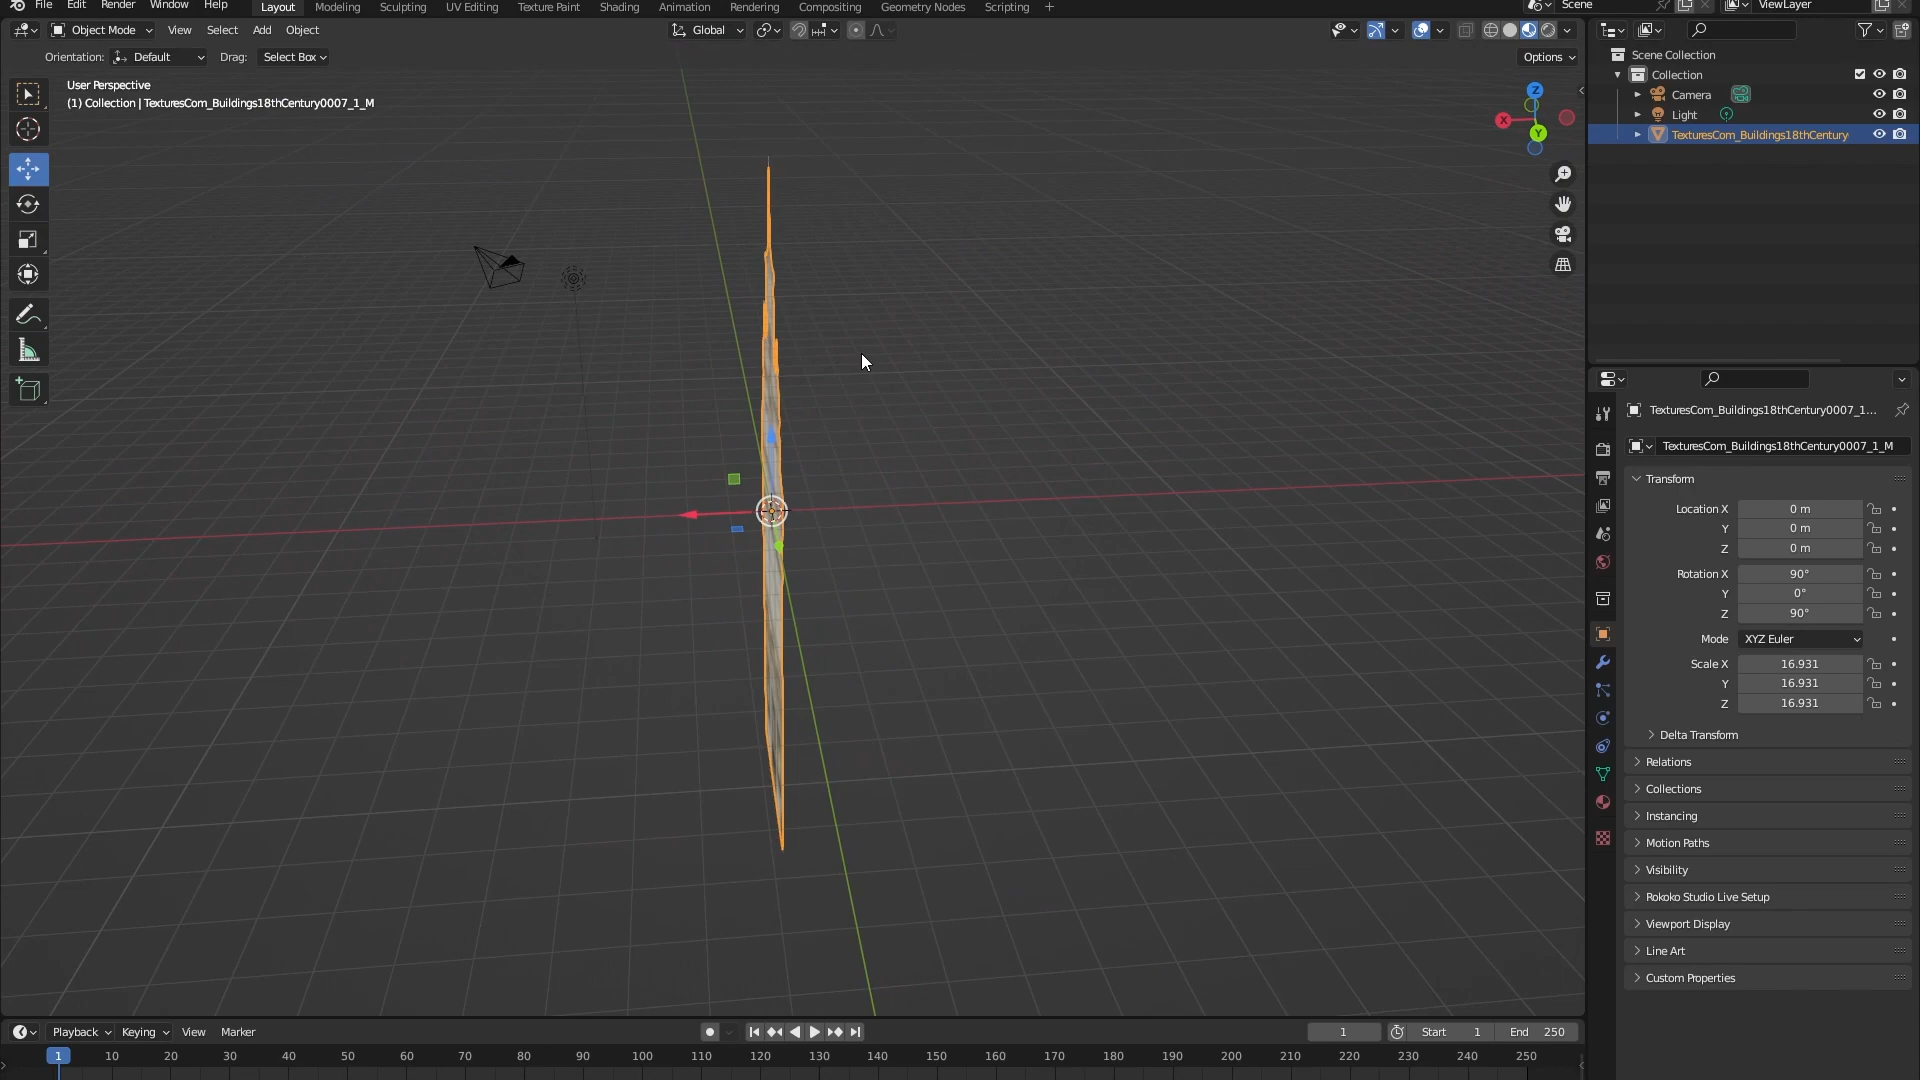 File Edit Render Window Help Layout Modeling Sculpting UV Editing Texture Paint Shading Animation Rendering Compositing Geometry Nodes Scripting + Scene ViewLayer
Object Mode View Select Add Object Global
Orientation: Default Drag: Select Box Options
User Perspective
(1) Collection | TexturesCom_Buildings18thCentury0007_1_M
Z
X
Y
Scene Collection
Collection
Camera
Light
TexturesCom_Buildings18thCentury
TexturesCom_Buildings18thCentury0007_1...
TexturesCom_Buildings18thCentury0007_1_M
Transform
Location X 0 m
Y 0 m
Z 0 m
Rotation X 90°
Y 0°
Z 90°
Mode XYZ Euler
Scale X 16.931
Y 16.931
Z 16.931
Delta Transform
Relations
Collections
Instancing
Motion Paths
Visibility
Rokoko Studio Live Setup
Viewport Display
Line Art
Custom Properties
Playback Keying View Marker 1 Start 1 End 250
1 10 20 30 40 50 60 70 80 90 100 110 120 130 140 150 160 170 180 190 200 210 220 230 240 250